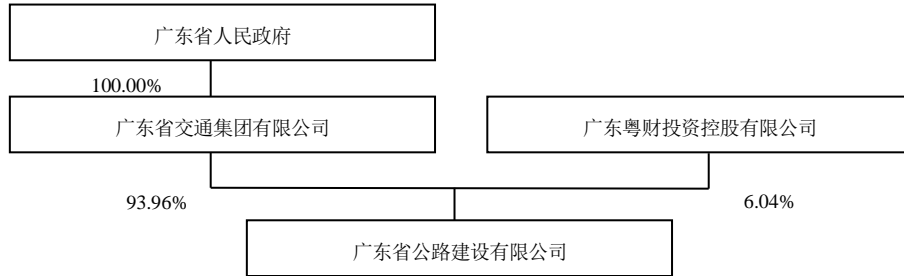 广东省人民政府
100.00%
广东省交通集团有限公司
广东粤财投资控股有限公司
93.96%
6.04%
广东省公路建设有限公司